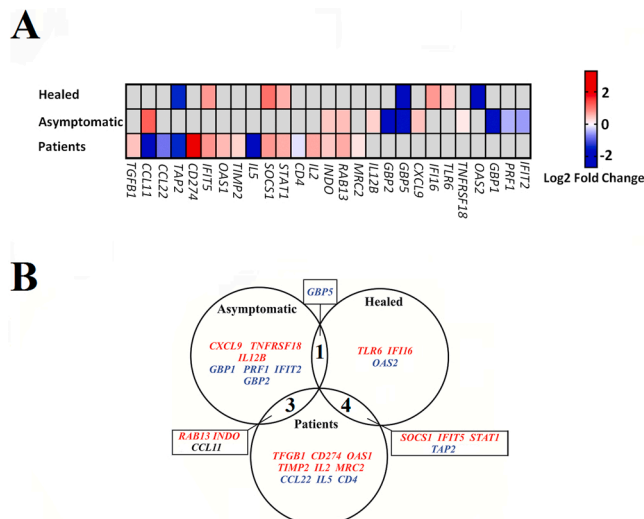 A
Healed
Asymptomatic
Patients
2
0
-2
Log2 Fold Change
TGFB1
CCL11
CCL22
TAP2
CD274
IFIT5
OAS1
TIMP2
IL5
SOCS1
STAT1
CD4
IL2
INDO
RAB13
MRC2
IL12B
GBP2
GBP5
CXCL9
IFI16
TLR6
TNFRSF18
OAS2
GBP1
PRF1
IFIT2
B
GBP5
Asymptomatic
Healed
CXCL9 TNFRSF18
IL12B
GBP1 PRF1 IFIT2
GBP2
1
TLR6 IFI16
OAS2
3
4
Patients
RAB13 INDO
CCL11
SOCS1 IFIT5 STAT1
TAP2
TFGB1 CD274 OAS1
TIMP2 IL2 MRC2
CCL22 IL5 CD4